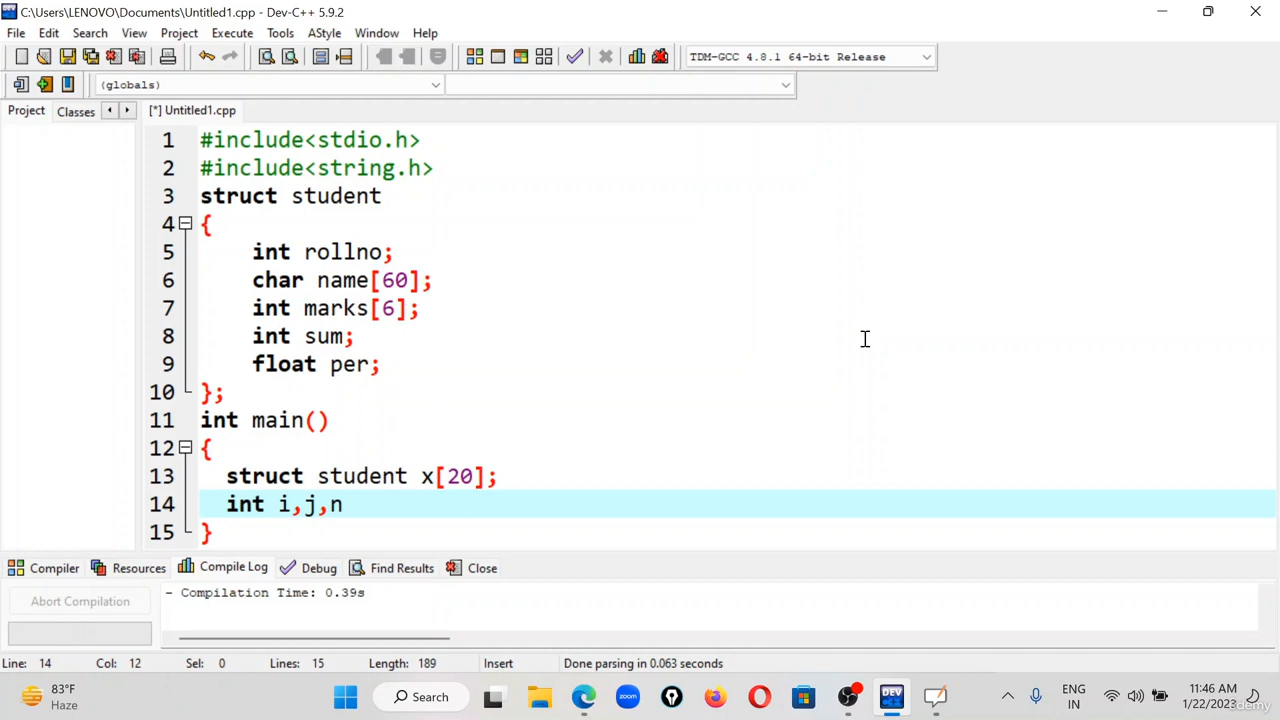 C:\Users\LENOVO\Documents\Untitled1.cpp - Dev-C++ 5.9.2
File Edit Search View Project Execute Tools AStyle Window Help
TDM-GCC 4.8.1 64-bit Release
(globals)
Project Classes [*] Untitled1.cpp
1 #include<stdio.h>
2 #include<string.h>
3 struct student
4 {
5 int rollno;
6 char name[60];
7 int marks[6];
8 int sum;
9 float per;
10 };
11 int main()
12 {
13 struct student x[20];
14 int i,j,n
15 }
Compiler Resources Compile Log Debug Find Results Close
Abort Compilation
- Compilation Time: 0.39s
Line: 14 Col: 12 Sel: 0 Lines: 15 Length: 189 Insert Done parsing in 0.063 seconds
83°F
Haze
Search
zoom
DEV
ENG
IN
11:46 AM
1/22/2023